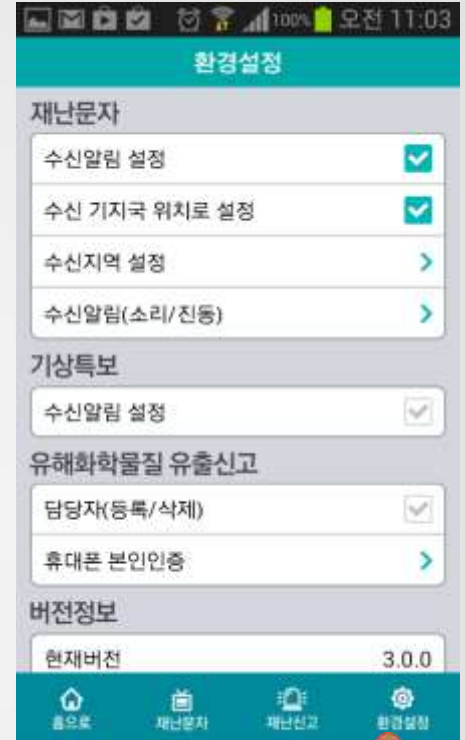 100% 오전 11:03
환경설정
재난문자
수신알림 설정
수신 기지국 위치로 설정
수신지역 설정
수신알림(소리/진동)
기상특보
수신알림 설정
유해화학물질 유출신고
담당자(등록/삭제)
휴대폰 본인인증
버전정보
현재버전 3.0.0
홈으로 재난문자 재난신고 환경설정